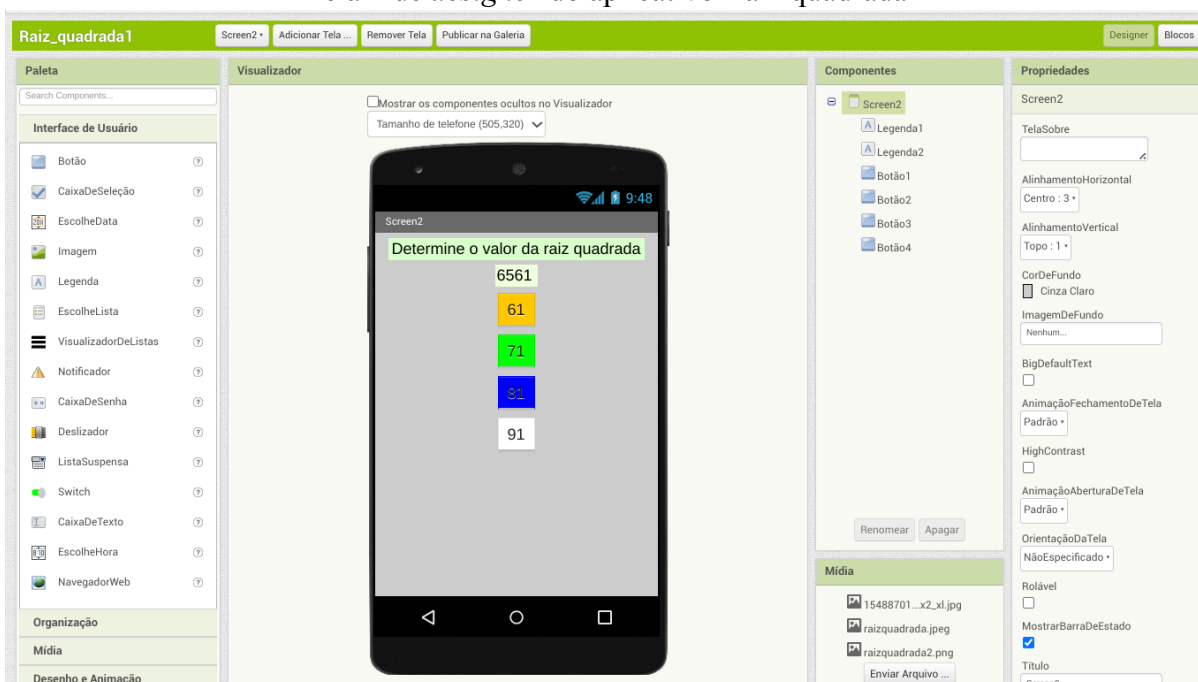 Raiz_quadrada1
Screen2
Adicionar Tela ...
Remover Tela
Publicar na Galeria
Designer
Blocos
Paleta
Search Components...
Interface de Usuário
Botão
CaixaDeSeleção
EscolheData
Imagem
Legenda
EscolheLista
VisualizadorDeListas
Notificador
CaixaDeSenha
Deslizador
ListaSuspensa
Switch
CaixaDeTexto
EscolheHora
NavegadorWeb
Organização
Mídia
Desenho e Animação
Visualizador
Mostrar os componentes ocultos no Visualizador
Tamanho de telefone (505,320)
9:48
Screen2
Determine o valor da raiz quadrada
6561
61
71
81
91
Componentes
Screen2
Legenda1
Legenda2
Botão1
Botão2
Botão3
Botão4
Renomear
Apagar
Mídia
15488701...x2_xl.jpg
raizquadrada.jpeg
raizquadrada2.png
Enviar Arquivo ...
Propriedades
Screen2
TelaSobre
AlinhamentoHorizontal
Centro : 3
AlinhamentoVertical
Topo : 1
CorDeFundo
Cinza Claro
ImagemDeFundo
Nenhum...
BigDefaultText
AnimaçãoFechamentoDeTela
Padrão
HighContrast
AnimaçãoAberturaDeTela
Padrão
OrientaçãoDaTela
NãoEspecificado
Rolável
MostrarBarraDeEstado
Título